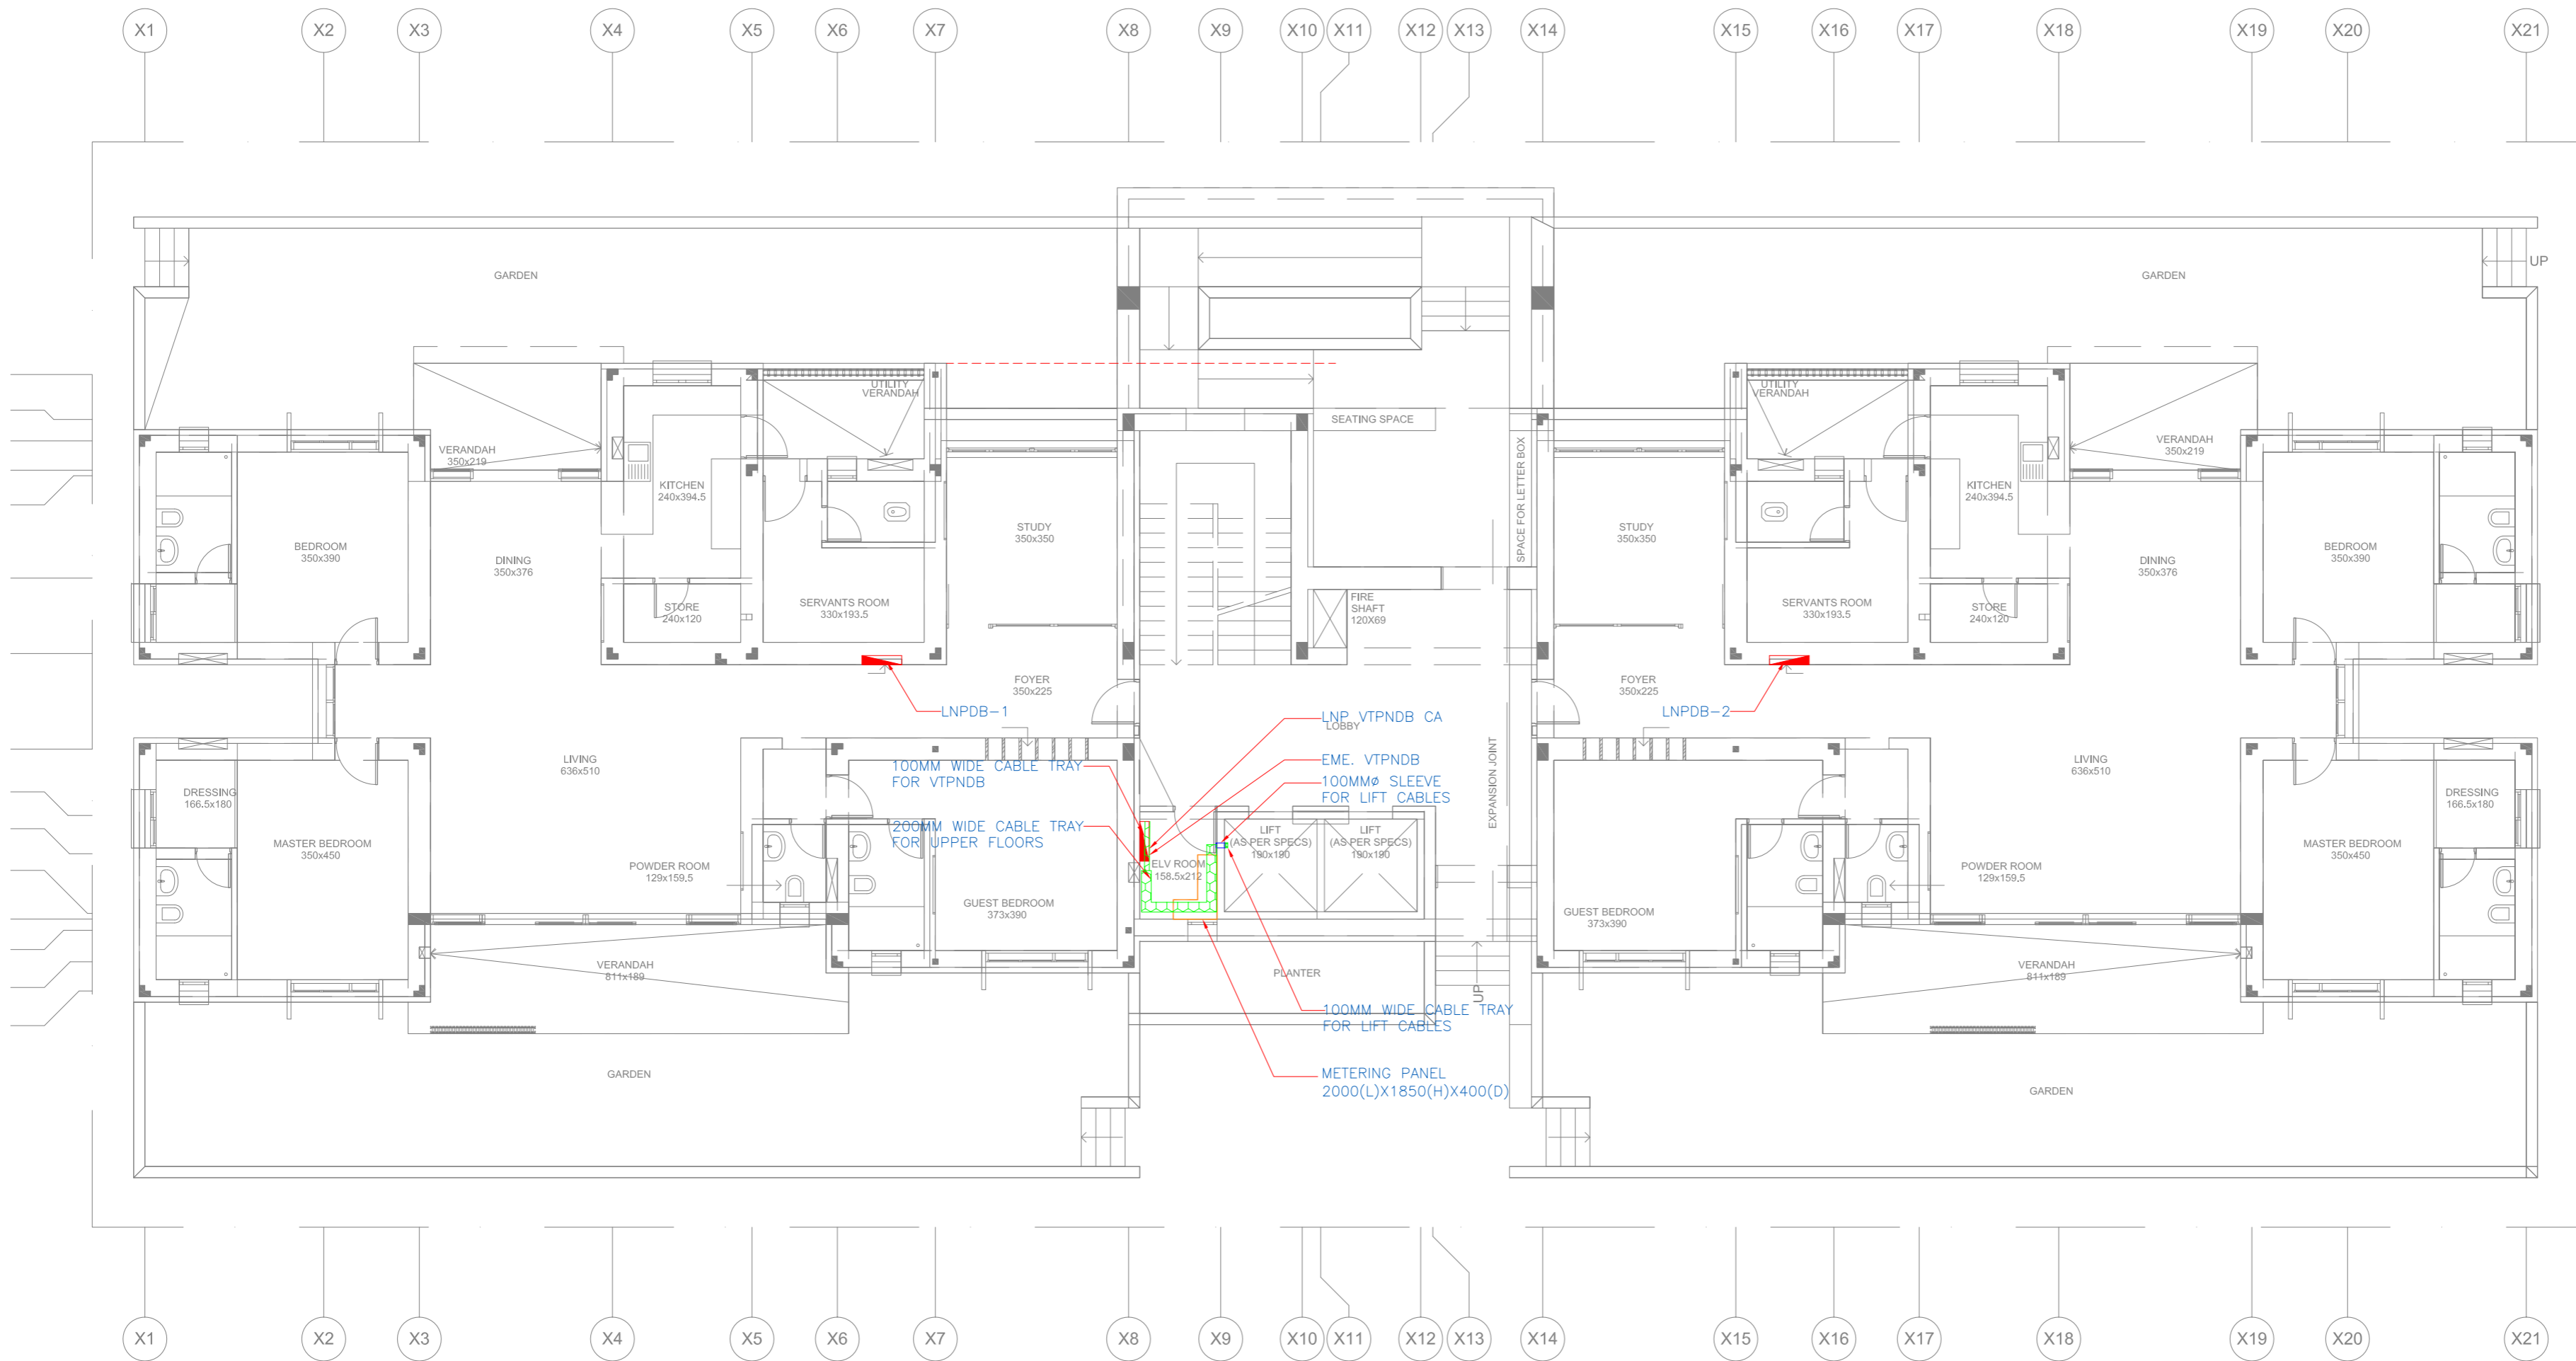 X1 X2 X3 X4 X5 X6 X7 X8 X9 X10 X11 X12 X13 X14 X15 X16 X17 X18 X19 X20 X21
GARDEN
GARDEN
UP
UTILITY
VERANDAH
UTILITY
VERANDAH
SEATING SPACE
VERANDAH
350x219
VERANDAH
350x219
SPACE FOR LETTER BOX
KITCHEN
240x394.5
KITCHEN
240x394.5
STUDY
350x350
STUDY
350x350
BEDROOM
350x390
DINING
350x376
DINING
350x376
BEDROOM
350x390
STORE
240x120
SERVANTS ROOM
330x193.5
FIRE
SHAFT
120X69
SERVANTS ROOM
330x193.5
STORE
240x120
FOYER
350x225
FOYER
350x225
LNPDB-1
LNP VTPNDB CA
LOBBY
LNPDB-2
EME. VTPNDB
100MMø SLEEVE
FOR LIFT CABLES
100MM WIDE CABLE TRAY
FOR VTPNDB
200MM WIDE CABLE TRAY
FOR UPPER FLOORS
EXPANSION JOINT
LIVING
636x510
LIVING
636x510
DRESSING
166.5x180
DRESSING
166.5x180
MASTER BEDROOM
350x450
MASTER BEDROOM
350x450
LIFT
(AS PER SPECS)
190x190
LIFT
(AS PER SPECS)
190x190
ELV ROOM
158.5x212
POWDER ROOM
129x159.5
POWDER ROOM
129x159.5
GUEST BEDROOM
373x390
GUEST BEDROOM
373x390
VERANDAH
811x189
PLANTER
UP
VERANDAH
811x189
100MM WIDE CABLE TRAY
FOR LIFT CABLES
METERING PANEL
2000(L)X1850(H)X400(D)
GARDEN
GARDEN
X1 X2 X3 X4 X5 X6 X7 X8 X9 X10 X11 X12 X13 X14 X15 X16 X17 X18 X19 X20 X21